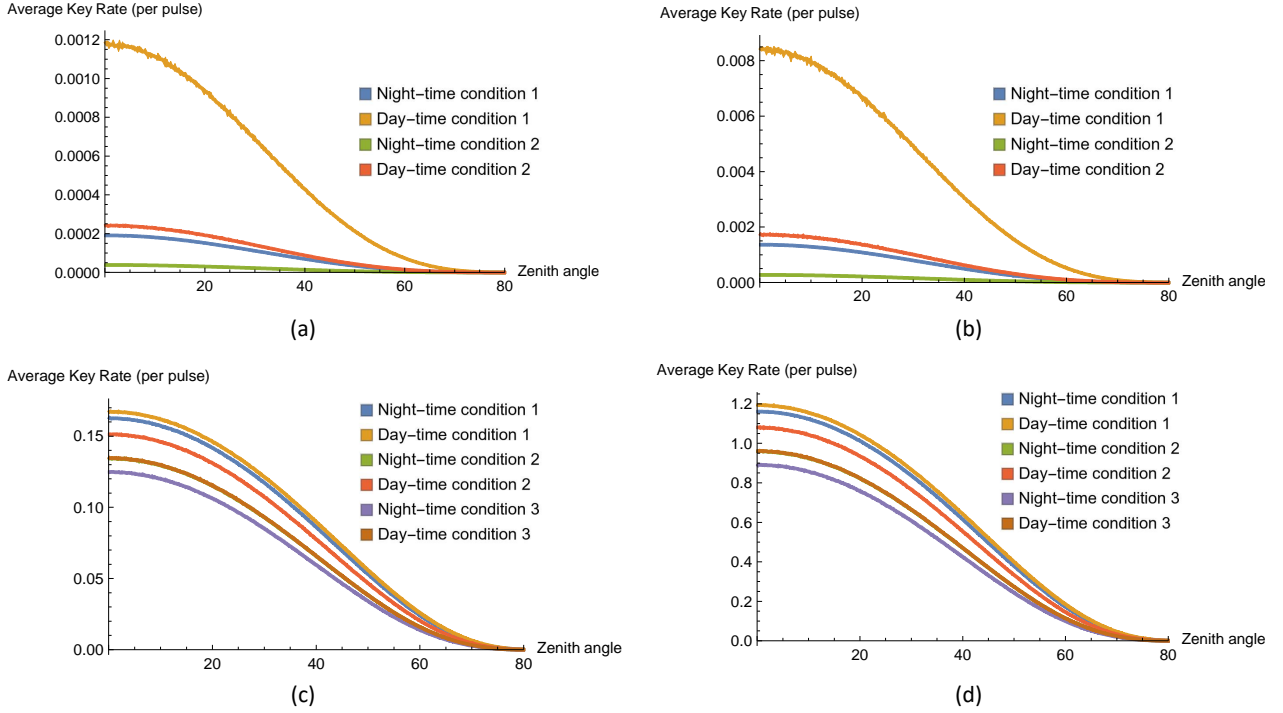 Average Key Rate (per pulse)
0.0012
0.0010
0.0008
0.0006
0.0004
0.0002
0.0000
20
40
60
80
Zenith angle
Night-time condition 1
Day-time condition 1
Night-time condition 2
Day-time condition 2
(a)
Average Key Rate (per pulse)
0.008
0.006
0.004
0.002
0.000
20
40
60
80
Zenith angle
Night-time condition 1
Day-time condition 1
Night-time condition 2
Day-time condition 2
(b)
Average Key Rate (per pulse)
0.15
0.10
0.05
0.00
20
40
60
80
Zenith angle
Night-time condition 1
Day-time condition 1
Night-time condition 2
Day-time condition 2
Night-time condition 3
Day-time condition 3
(c)
Average Key Rate (per pulse)
1.2
1.0
0.8
0.6
0.4
0.2
0.0
20
40
60
80
Zenith angle
Night-time condition 1
Day-time condition 1
Night-time condition 2
Day-time condition 2
Night-time condition 3
Day-time condition 3
(d)